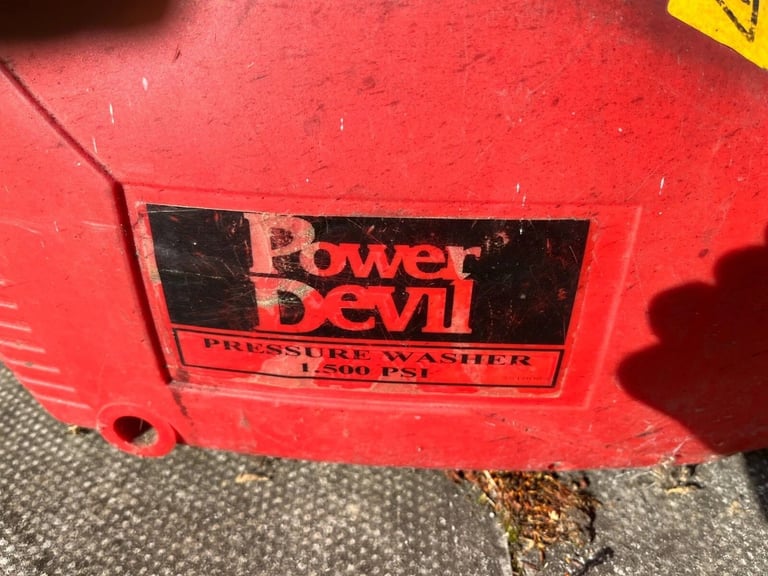 Power
Devil
PRESSURE WASHER
1.500 PSI